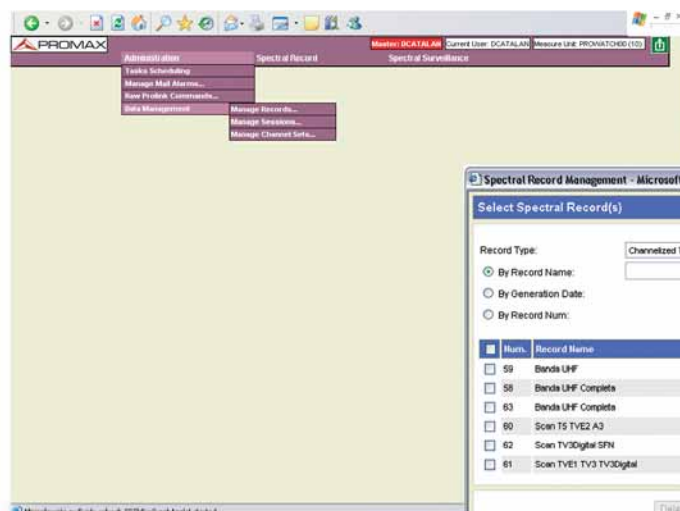 PROMAX
Master: DCATALAN Current User: DCATALAN Measure Unit: PROWATCH00 (10)
Administration Spectral Record Spectral Surveillance
Tasks Scheduling
Manage Mail Alarms...
Raw Prolink Commands...
Data Management Manage Records...
Manage Sessions...
Manage Channel Sets...
Spectral Record Management - Microsoft
Select Spectral Record(s)
Record Type: Channelized
By Record Name:
By Generation Date:
By Record Num:
Num. Record Name
59 Banda UHF
58 Banda UHF Completa
63 Banda UHF Completa
60 Scan T5 TVE2 A3
62 Scan TV3Digital SFN
61 Scan TVE1 TV3 TV3Digital